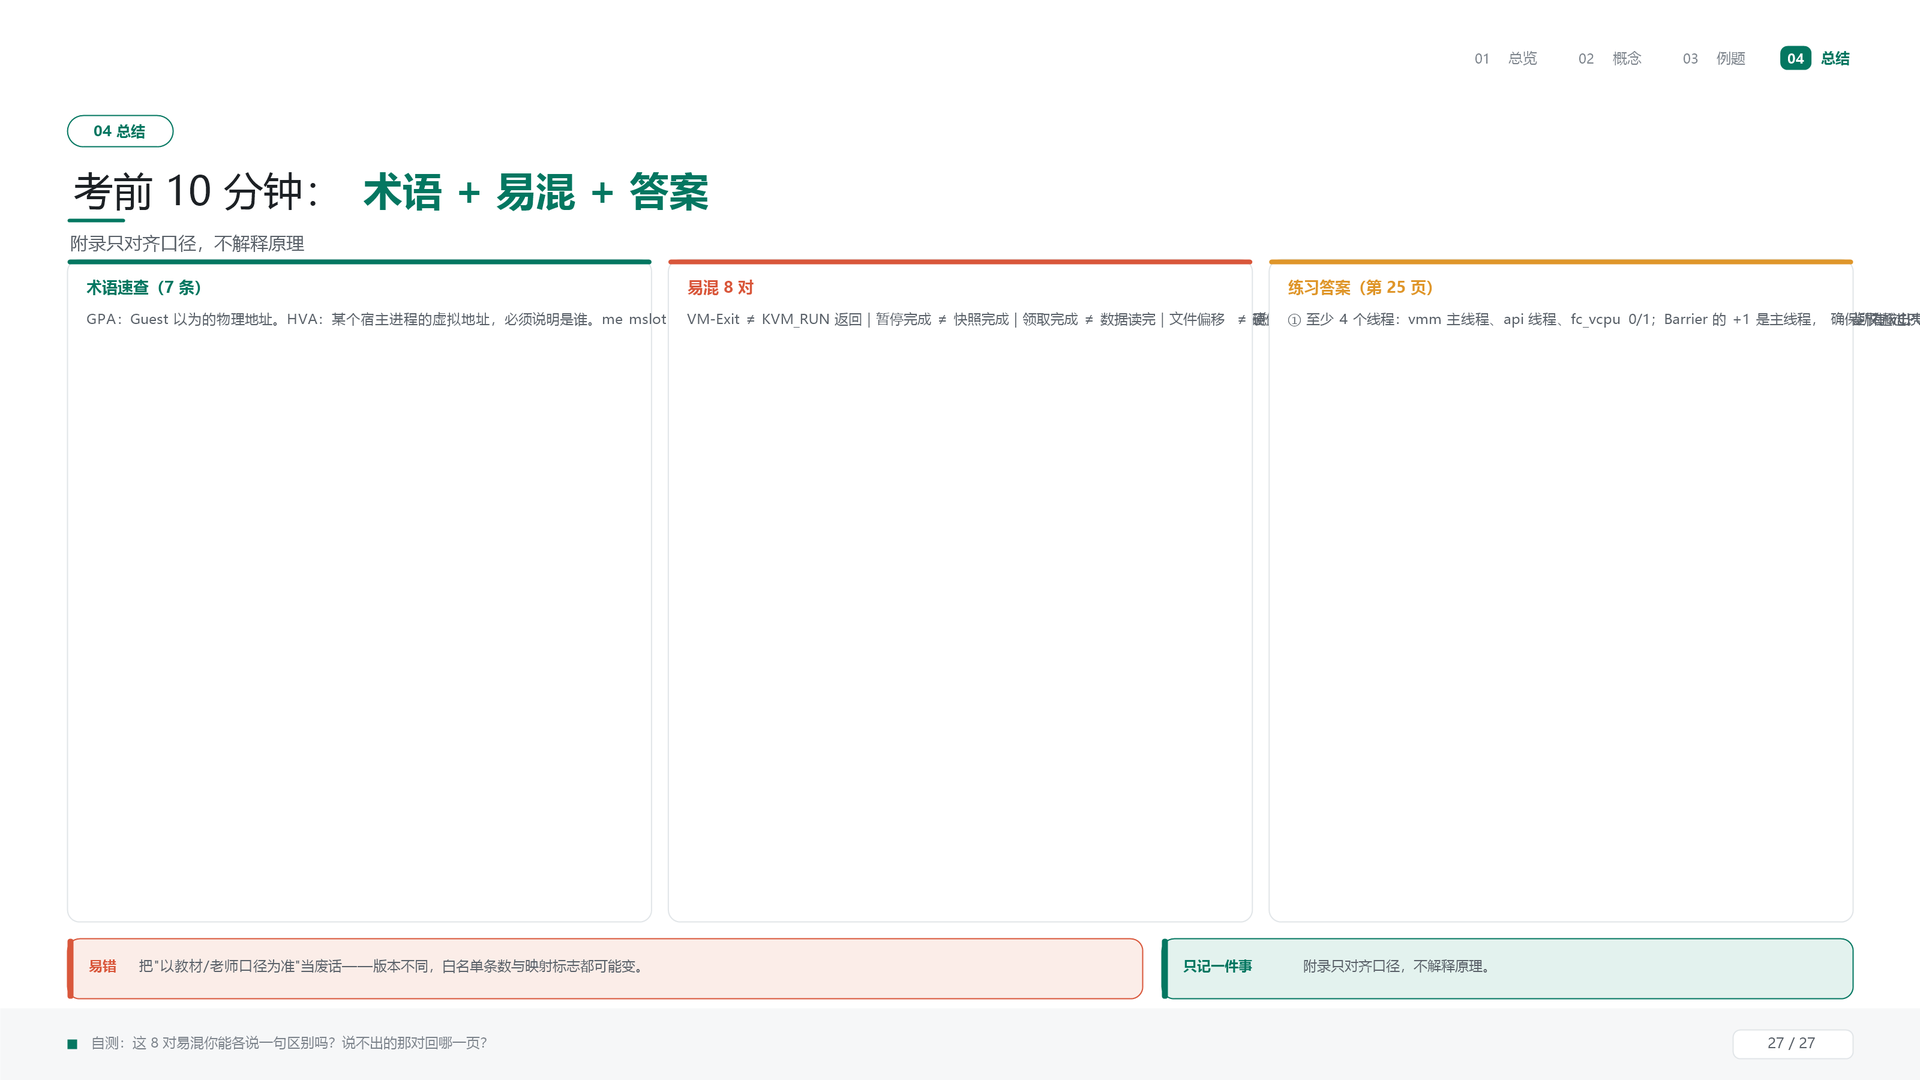 01 总览 02 概念 03 例题 04 总结
04 总结
考前 10 分钟： 术语 + 易混 + 答案
附录只对齐口径，不解释原理
术语速查（7 条）
GPA：Guest 以为的物理地址。HVA：某个宿主进程的虚拟地址，必须说明是谁。me mslot
易混 8 对
VM-Exit ≠ KVM_RUN 返回 | 暂停完成 ≠ 快照完成 | 领取完成 ≠ 数据读完 | 文件偏移 ≠
练习答案（第 25 页）
① 至少 4 个线程：vmm 主线程、api 线程、fc_vcpu 0/1；Barrier 的 +1 是主线程， 确保
易错 把"以教材/老师口径为准"当废话——版本不同，白名单条数与映射标志都可能变。
只记一件事 附录只对齐口径，不解释原理。
自测：这 8 对易混你能各说一句区别吗？说不出的那对回哪一页？
27 / 27